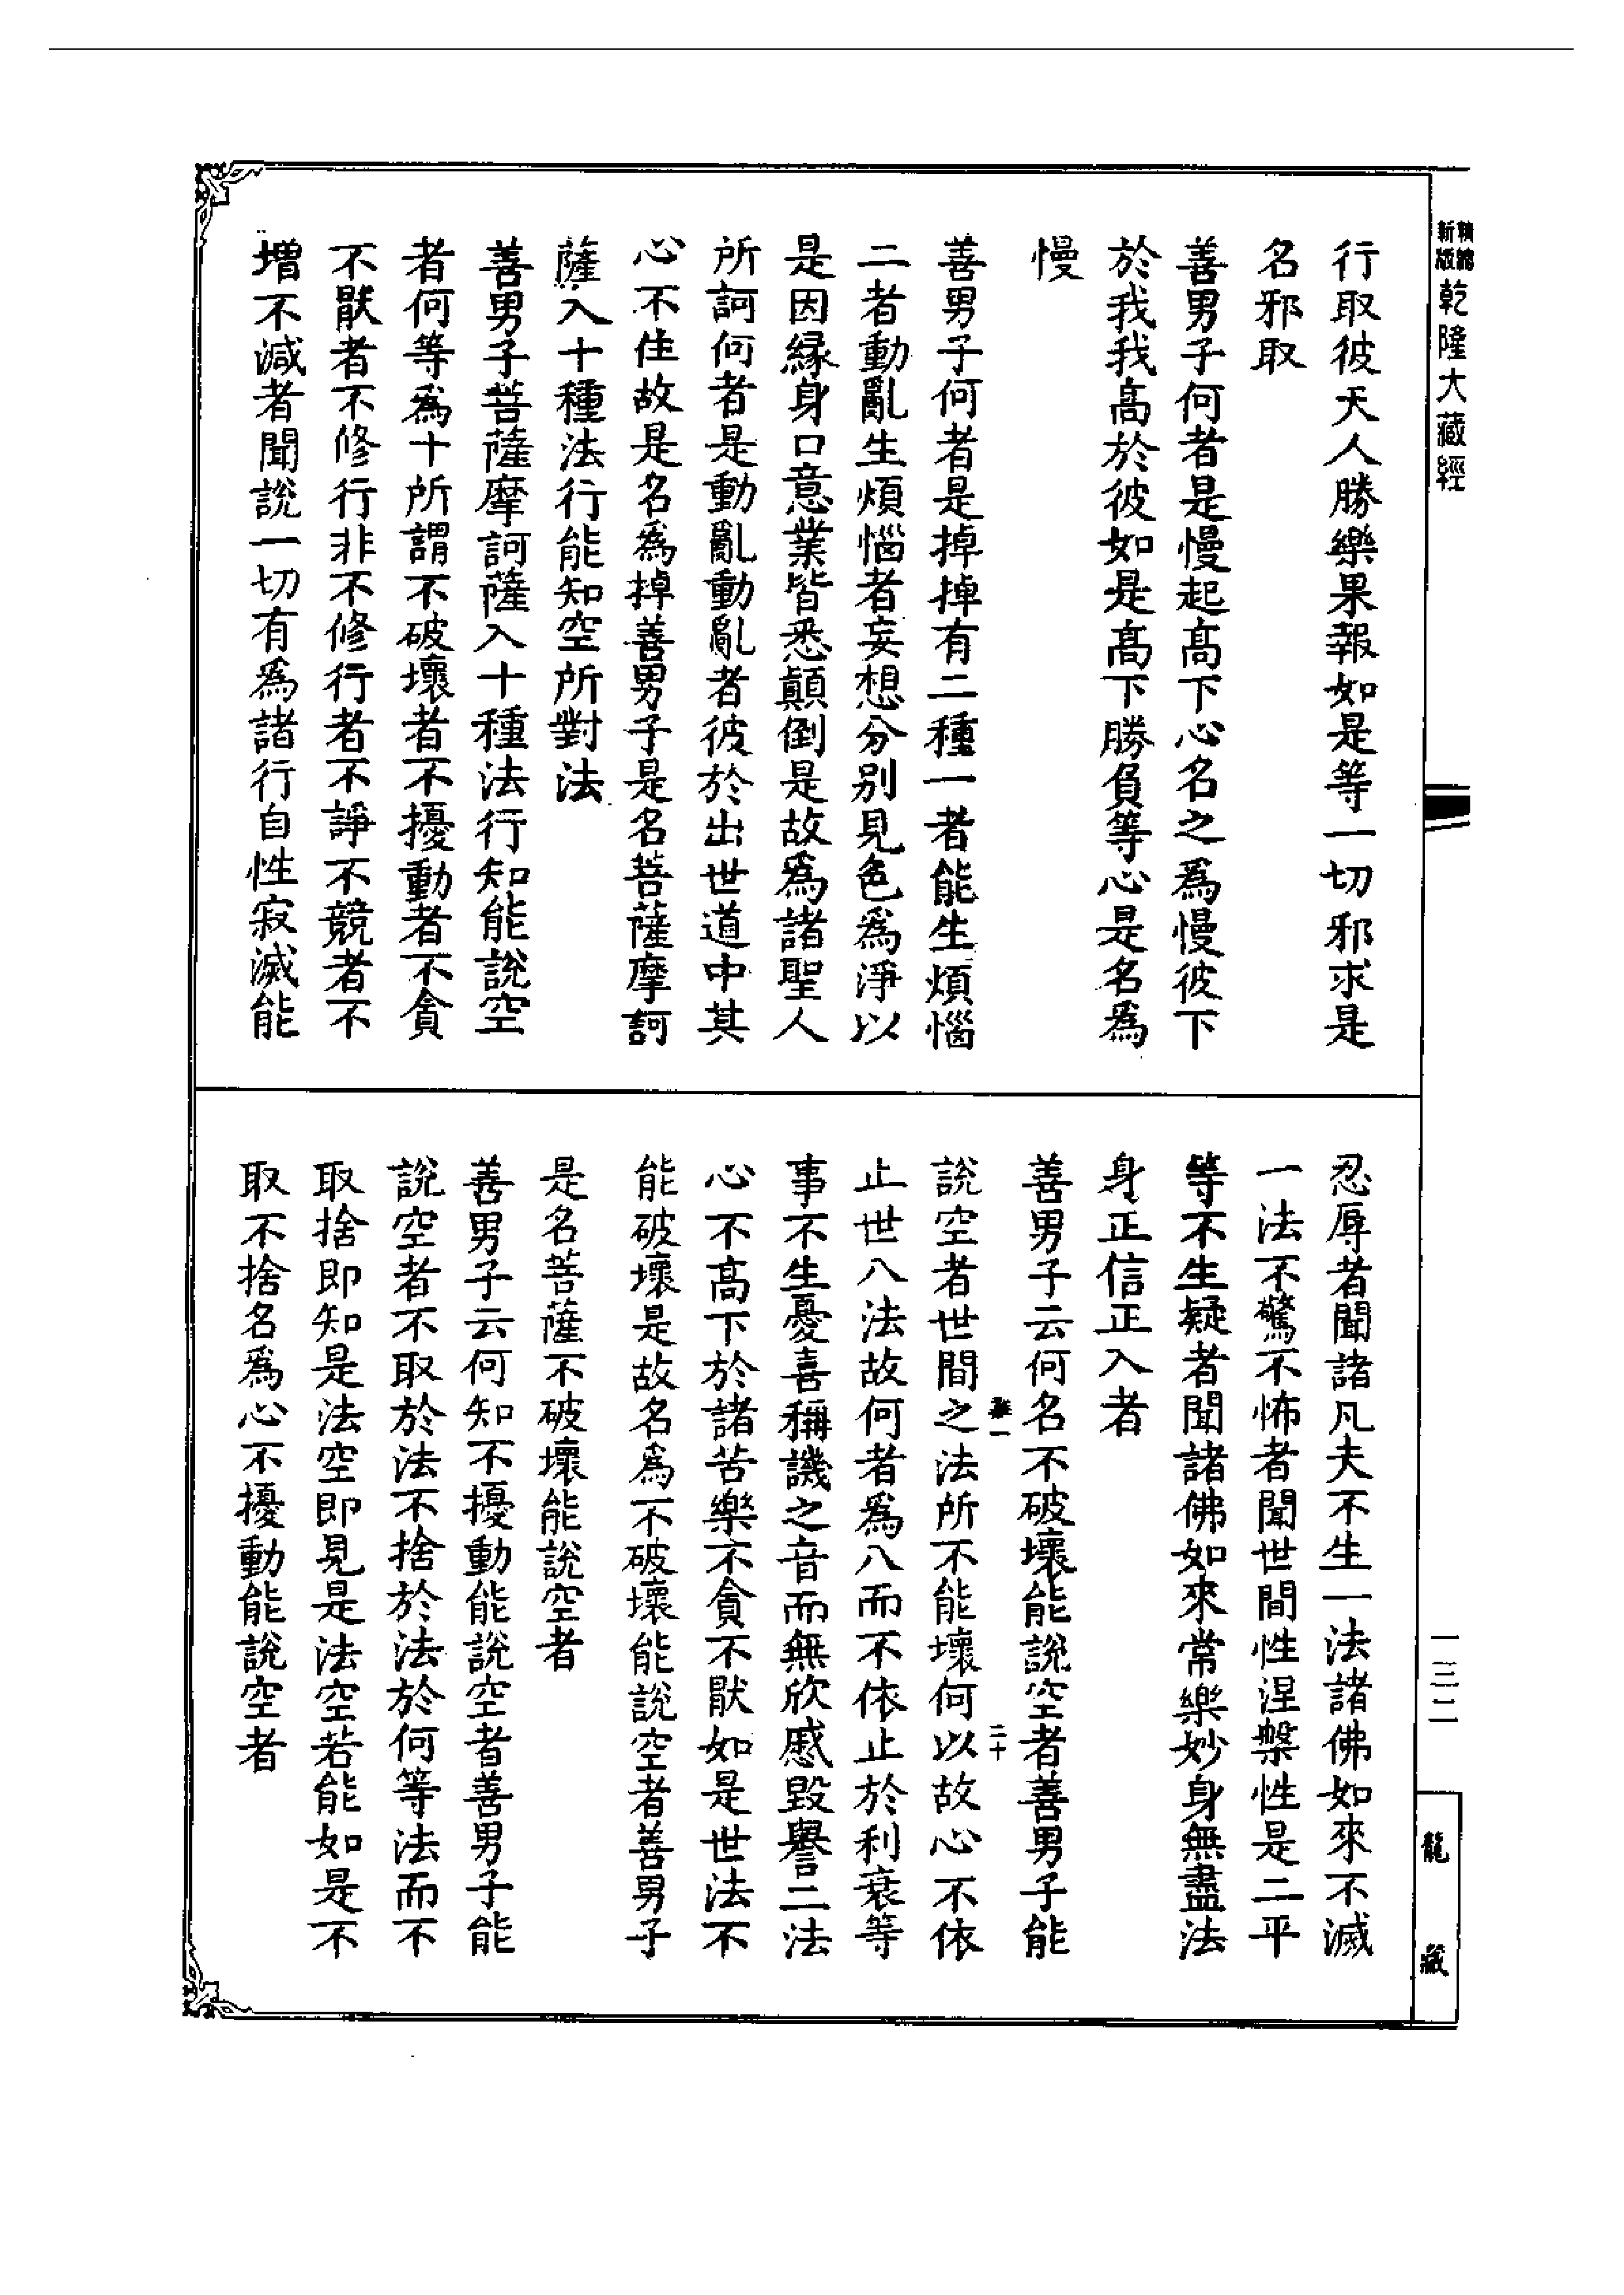 新版 精縮
乾隆大藏經
行取彼天人勝樂果報如是等一切邪求是
名邪取
善男子何者是慢起高下心名之為慢彼下
於我我高於彼如是高下勝負等心是名為
慢
善男子何者是掉掉有二種一者能生煩惱
二者動亂生煩惱者妄想分別見色為淨以
是因緣身口意業皆悉顛倒是故為諸聖人
所訶何者是動亂動亂者彼於出世道中其
心不住故是名為掉善男子是名菩薩摩訶
薩入十種法行能知空所對法
善男子菩薩摩訶薩入十種法行知能說空
者何等為十所謂不破壞者不擾動者不貪
不猒者不修行非不修行者不諍不競者不
增不減者聞說一切有為諸行自性寂滅能
忍辱者聞諸凡夫不生一法諸佛如來不滅
一法不驚不怖者聞世間性涅槃性是二平
等不生疑者聞諸佛如來常樂妙身無盡法
身正信正入者
善男子云何名不破壞能說空者善男子能
難一 二十
說空者世間之法所不能壞何以故心不依
止世八法故何者為八而不依止於利衰等
事不生憂喜稱譏之音而無欣慼毀譽二法
心不高下於諸苦樂不貪不猒如是世法不
能破壞是故名為不破壞能說空者善男子
是名菩薩不破壞能說空者
善男子云何知不擾動能說空者善男子能
說空者不取於法不捨於法於何等法而不
取捨即知是法空即見是法空若能如是不
取不捨名為心不擾動能說空者
一三二
龍藏